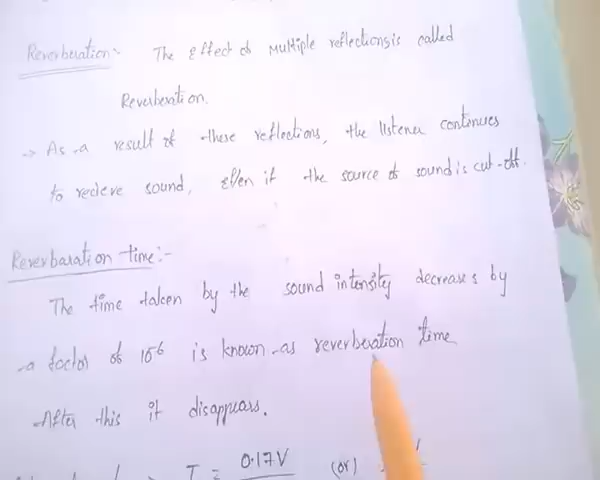 Reverberation:- The effect of Multiple reflections is called
Reverberation.
→ As a result of these reflections, the listener continues
to recieve sound, Even if the source of sound is cut-off.
Reverbaration time:-
The time taken by the sound intensity decreases by
a factor of 10-6 is known as reverberation time
After this it disappears.
T = 0.17V (or)